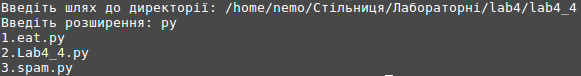 Введіть шлях до директорії: /home/nemo/Стільниця/Лабораторні/lab4/lab4_4
Введіть розширення: py
1.eat.py
2.Lab4_4.py
3.spam.py